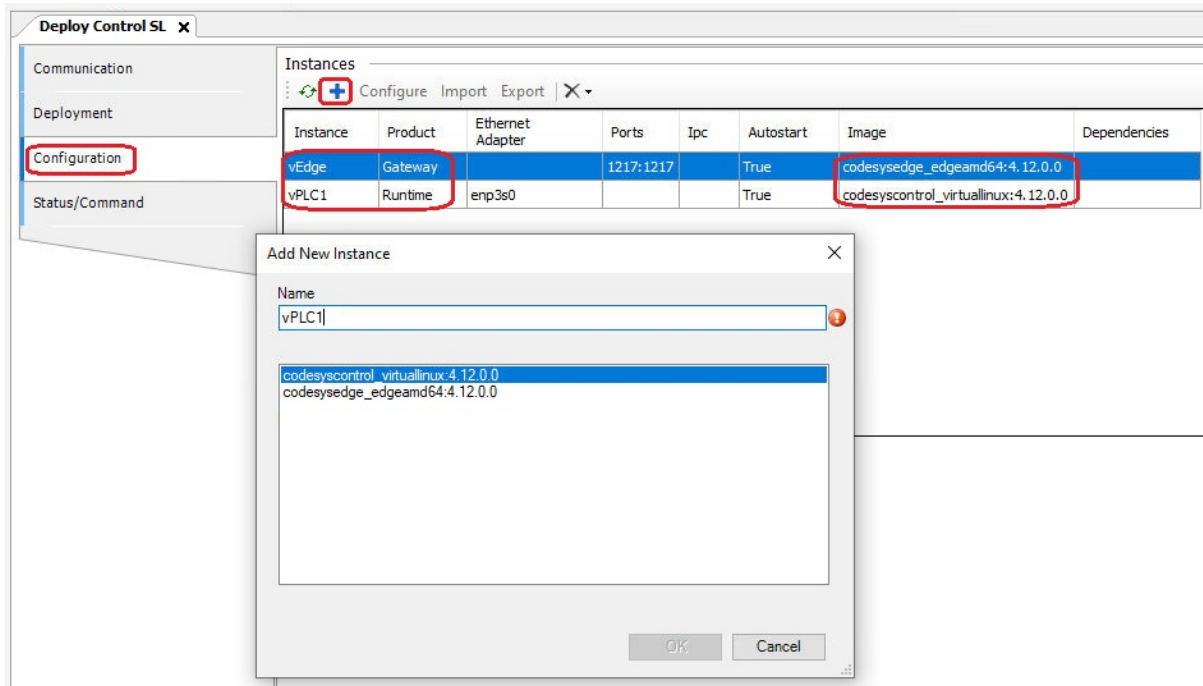 Deploy Control SL
Communication
Deployment
Configuration
Status/Command
Instances
Configure Import Export
Instance Product Ethernet Adapter Ports Ipc Autostart Image Dependencies
vEdge Gateway 1217:1217 True codesysedge_edgeamd64:4.12.0.0
vPLC1 Runtime enp3s0 True codesyscontrol_virtuallinux:4.12.0.0
Add New Instance
Name
vPLC1
codesyscontrol_virtuallinux:4.12.0.0
codesysedge_edgeamd64:4.12.0.0
OK Cancel